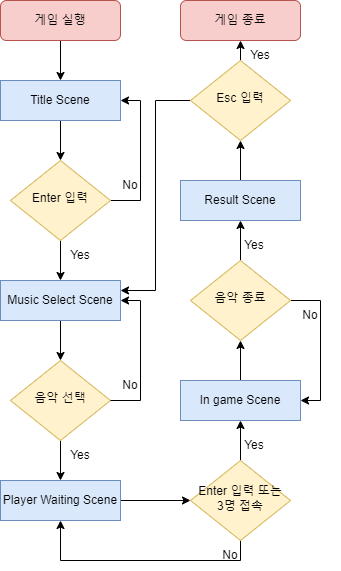 게임 실행
Title Scene
Enter 입력
No
Yes
Music Select Scene
음악 선택
No
Yes
Player Waiting Scene
Enter 입력 또는
3명 접속
No
Yes
In game Scene
음악 종료
No
Yes
Result Scene
Esc 입력
Yes
게임 종료